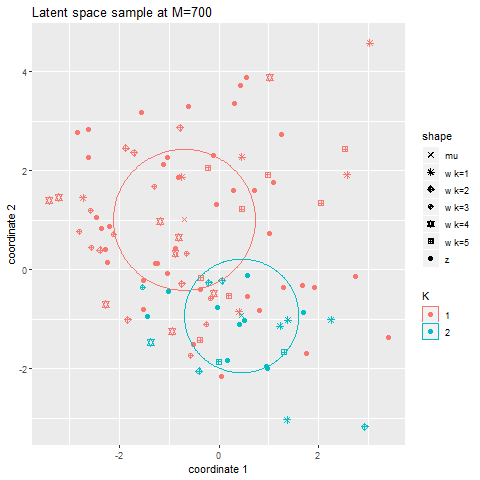 Latent space sample at M=700
4
2
0
-2
-2
0
2
coordinate 1
coordinate 2
shape
mu
w k=1
w k=2
w k=3
w k=4
w k=5
z
K
1
2